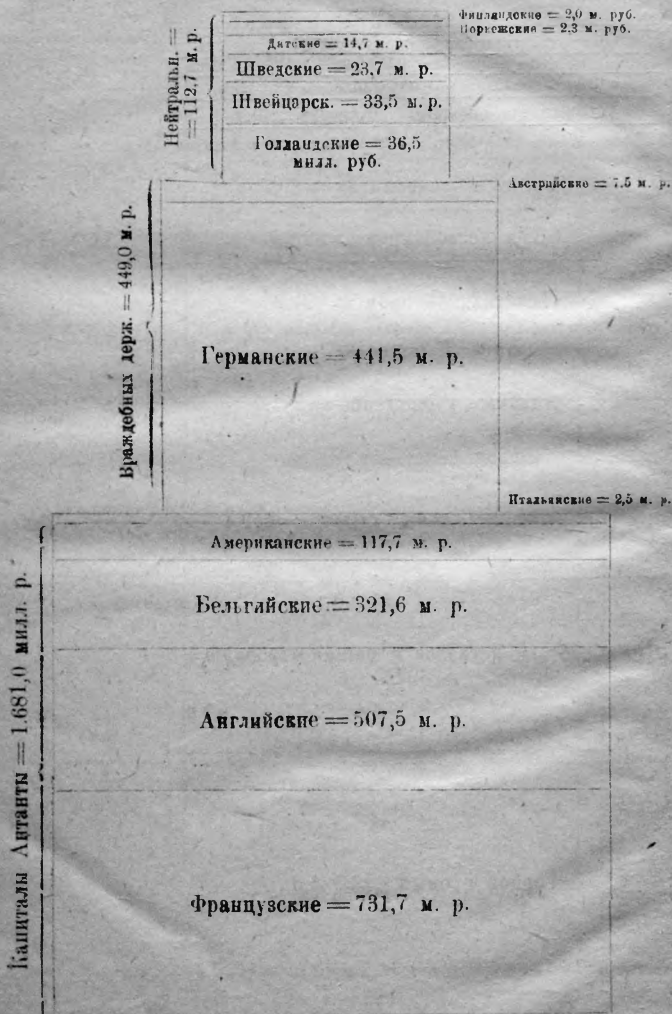 Финляндские = 2,0 м. руб.
Норвежский = 2,3 м. руб.
Нейтральн. =
= 112,7 м. р.
Датские = 14,7 м. р.
Шведские = 23,7 м. р.
Швейцарск. = 33,5 м. р.
Голландские = 36,5
милл. руб.
Австрийские = 7.5 м. р.
Враждебных держ. = 449,0 м. р.
Германские = 441,5 м. р.
Итальянские = 2,5 м. р.
Капиталы Антанты = 1.681,0 милл. р.
Американские = 117,7 м. р.
Бельгийские = 321,6 м. р.
Английские = 507,5 м. р.
Французские = 731,7 м. р.